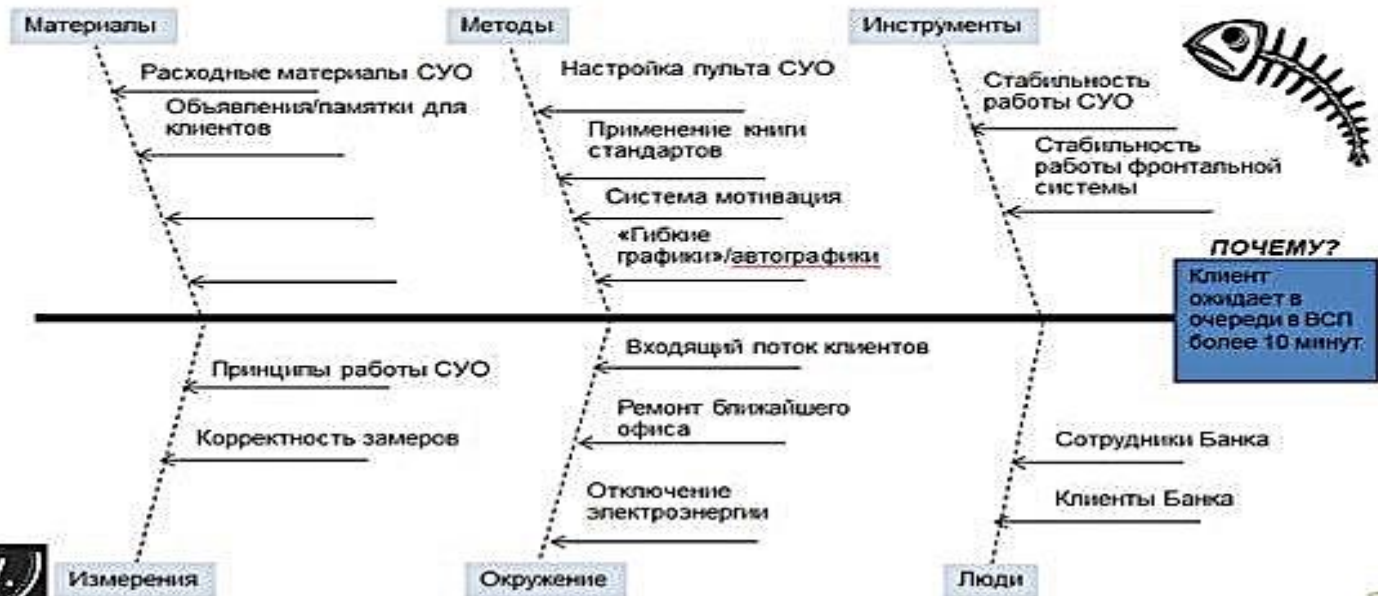 Материалы
Методы
Инструменты
Расходные материалы СУО
Объявления/памятки для
клиентов
Настройка пульта СУО
Применение книги
стандартов
Система мотивация
«Гибкие
графики»/автографики
Стабильность
работы СУО
Стабильность
работы фронтальной
системы
ПОЧЕМУ?
Клиент
ожидает в
очереди в ВСП
более 10 минут
Принципы работы СУО
Корректность замеров
Входящий поток клиентов
Ремонт ближайшего
офиса
Отключение
электроэнергии
Сотрудники Банка
Клиенты Банка
Измерения
Окружение
Люди